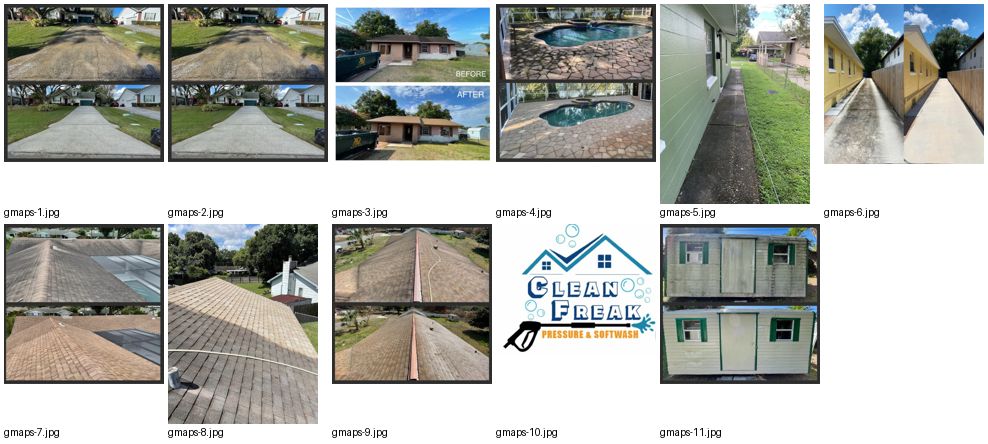 BEFORE
AFTER
gmaps-1.jpg
gmaps-2.jpg
gmaps-3.jpg
gmaps-4.jpg
gmaps-5.jpg
gmaps-6.jpg
CLEAN
FREAK
PRESSURE & SOFTWASH
gmaps-7.jpg
gmaps-8.jpg
gmaps-9.jpg
gmaps-10.jpg
gmaps-11.jpg